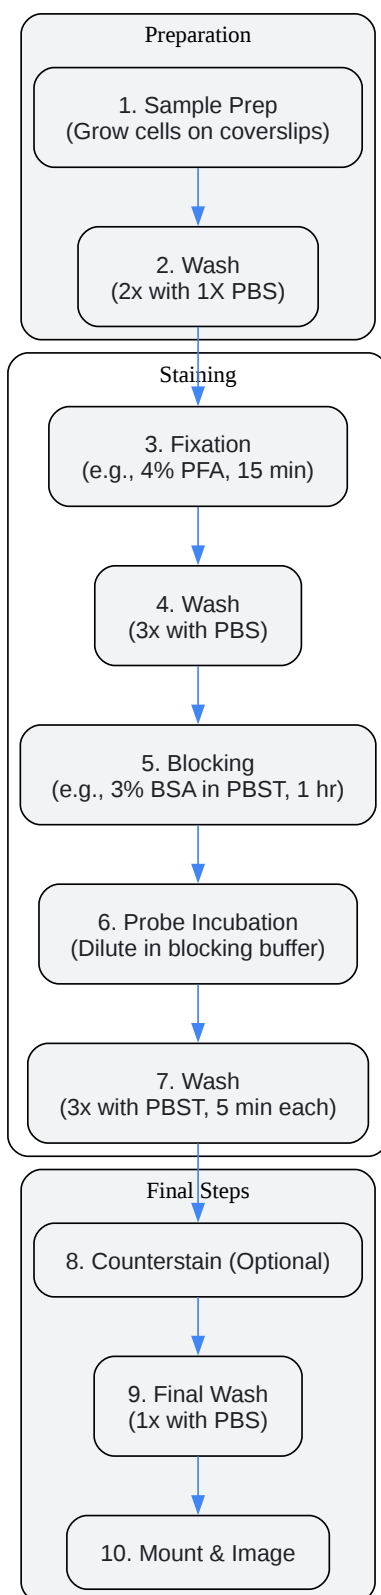 Preparation
1. Sample Prep
(Grow cells on coverslips)
2. Wash
(2x with 1X PBS)
Staining
3. Fixation
(e.g., 4% PFA, 15 min)
4. Wash
(3x with PBS)
5. Blocking
(e.g., 3% BSA in PBST, 1 hr)
6. Probe Incubation
(Dilute in blocking buffer)
7. Wash
(3x with PBST, 5 min each)
Final Steps
8. Counterstain (Optional)
9. Final Wash
(1x with PBS)
10. Mount & Image